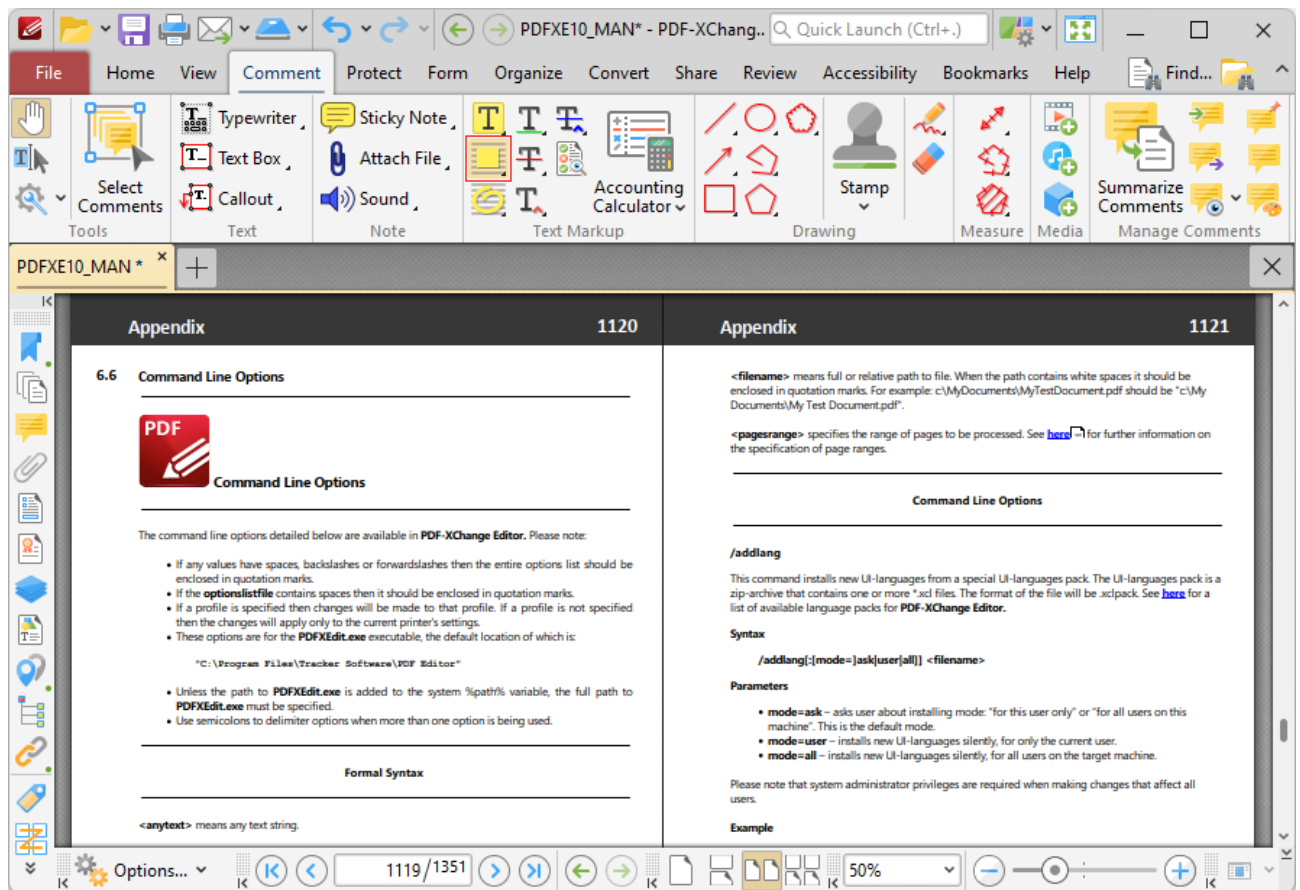 PDFXE10_MAN* - PDF-XChang..
Quick Launch (Ctrl+.)
File Home View Comment Protect Form Organize Convert Share Review Accessibility Bookmarks Help Find...
Typewriter
Text Box
Callout
Select
Comments
Tools
Text
Sticky Note
Attach File
Sound
Note
Accounting
Calculator
Text Markup
Stamp
Drawing
Measure
Media
Summarize
Comments
Manage Comments
PDFXE10_MAN *
Appendix 1120
6.6 Command Line Options
PDF
Command Line Options
The command line options detailed below are available in PDF-XChange Editor. Please note:
• If any values have spaces, backslashes or forwardslashes then the entire options list should be
enclosed in quotation marks.
• If the optionslistfile contains spaces then it should be enclosed in quotation marks.
• If a profile is specified then changes will be made to that profile. If a profile is not specified
then the changes will apply only to the current printer's settings.
• These options are for the PDFXEdit.exe executable, the default location of which is:
"C:\Program Files\Tracker Software\PDF Editor"
• Unless the path to PDFXEdit.exe is added to the system %path% variable, the full path to
PDFXEdit.exe must be specified.
• Use semicolons to delimiter options when more than one option is being used.
Formal Syntax
<anytext> means any text string.
Appendix 1121
<filename> means full or relative path to file. When the path contains white spaces it should be
enclosed in quotation marks. For example: c:\MyDocuments\MyTestDocument.pdf should be "c:\My
Documents\My Test Document.pdf".
<pagesrange> specifies the range of pages to be processed. See here for further information on
the specification of page ranges.
Command Line Options
/addlang
This command installs new UI-languages from a special UI-languages pack. The UI-languages pack is a
zip-archive that contains one or more *.xcl files. The format of the file will be .xclpack. See here for a
list of available language packs for PDF-XChange Editor.
Syntax
/addlang[:[mode=]ask|user|all]] <filename>
Parameters
• mode=ask – asks user about installing mode: "for this user only" or "for all users on this
machine". This is the default mode.
• mode=user – installs new UI-languages silently, for only the current user.
• mode=all – installs new UI-languages silently, for all users on the target machine.
Please note that system administrator privileges are required when making changes that affect all
users.
Example
Options... 1119/1351 50%